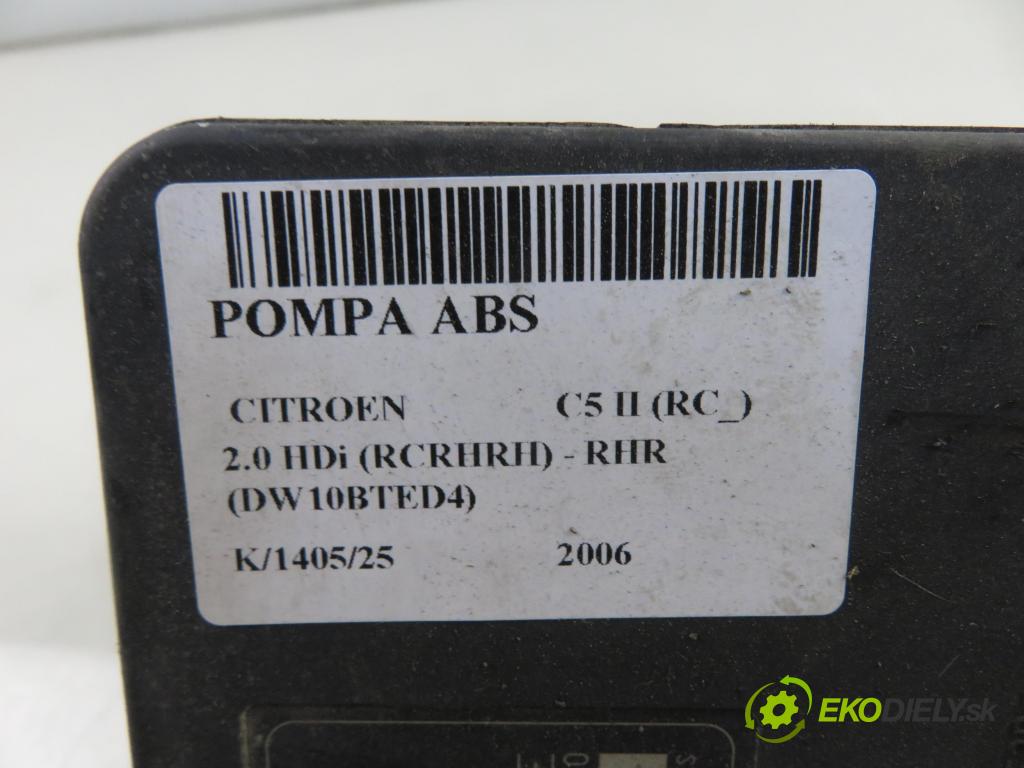 POMPA ABS
CITROEN C5 II (RC_)
2.0 HDi (RCRHRH) - RHR
(DW10BTED4)
K/1405/25 2006
EKODIELY.sk